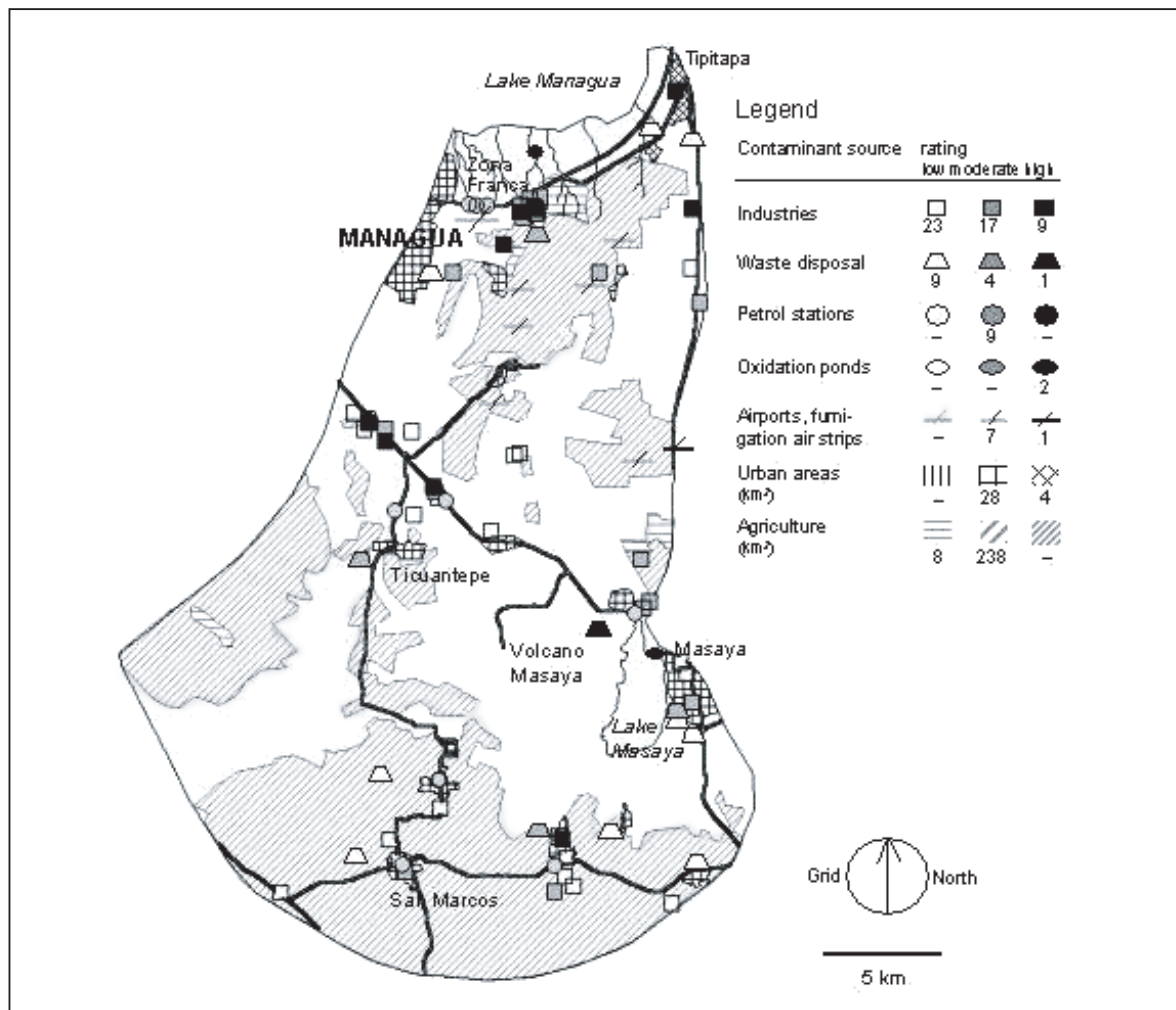 Tipitapa
Lake Managua
Zona
Franca
MANAGUA
Ticuantepe
Volcano
Masaya
Masaya
Lake
Masaya
San Marcos
Legend
Contaminant source rating
low moderate high
Industries
23 17 9
Waste disposal
9 4 1
Petrol stations
– 9 –
Oxidation ponds
– – 2
Airports, fumi-
gation air strips
– 7 1
Urban areas
(km²)
– 28 4
Agriculture
(km²)
8 238 –
Grid North
5 km